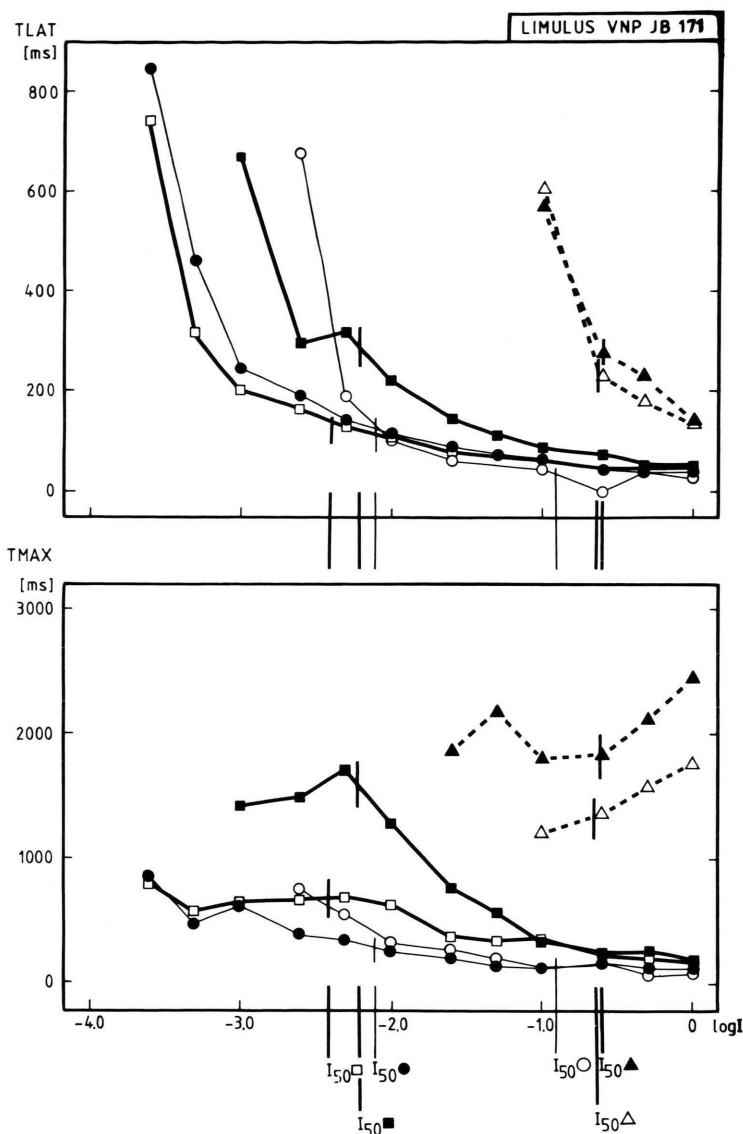 LIMULUS VNP JB 171
TLAT
[ms]
800
600
400
200
0
TMAX
[ms]
3000
2000
1000
0
-4.0 -3.0 -2.0 -1.0 0 logI
I50□ I50● I50○ I50▲
I50■ I50△